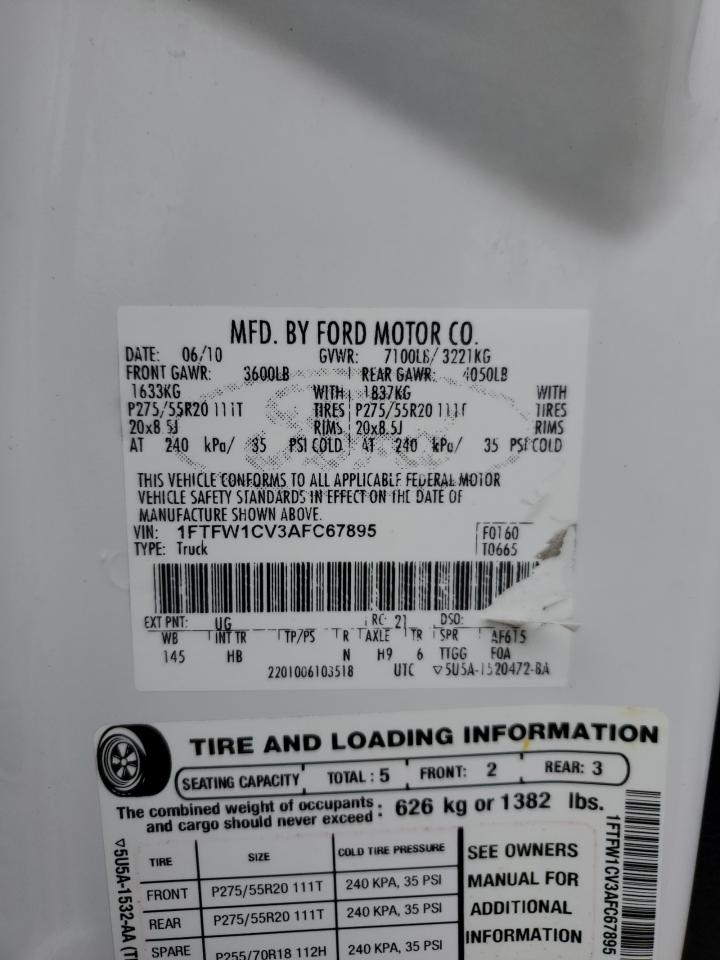 MFD. BY FORD MOTOR CO.
DATE: 06/10 GVWR: 7100LB/ 3221KG
FRONT GAWR: 3600LB REAR GAWR: 4050LB
1633KG WITH 1837KG WITH
P275/55R20 111T TIRES P275/55R20 111T TIRES
20x8.5J RIMS 20x8.5J RIMS
AT 240 kPa/ 35 PSI COLD AT 240 kPa/ 35 PSI COLD
THIS VEHICLE CONFORMS TO ALL APPLICABLE FEDERAL MOTOR
VEHICLE SAFETY STANDARDS IN EFFECT ON THE DATE OF
MANUFACTURE SHOWN ABOVE.
VIN: 1FTFW1CV3AFC67895 F0160
TYPE: Truck T0665
EXT PNT: UG RC: 21 DSO:
WB INT TR TP/PS R AXLE TR SPR AF6T5
145 HB N H9 6 TTGG F0A
2201006103518 UTC ▽5U5A-1520472-BA
TIRE AND LOADING INFORMATION
SEATING CAPACITY TOTAL : 5 FRONT: 2 REAR: 3
The combined weight of occupants
and cargo should never exceed : 626 kg or 1382 lbs.
TIRE SIZE COLD TIRE PRESSURE
FRONT P275/55R20 111T 240 KPA, 35 PSI
REAR P275/55R20 111T 240 KPA, 35 PSI
SPARE P255/70R18 112H 240 KPA, 35 PSI
SEE OWNERS
MANUAL FOR
ADDITIONAL
INFORMATION
▽5U5A-1532-AA
1FTFW1CV3AFC67895